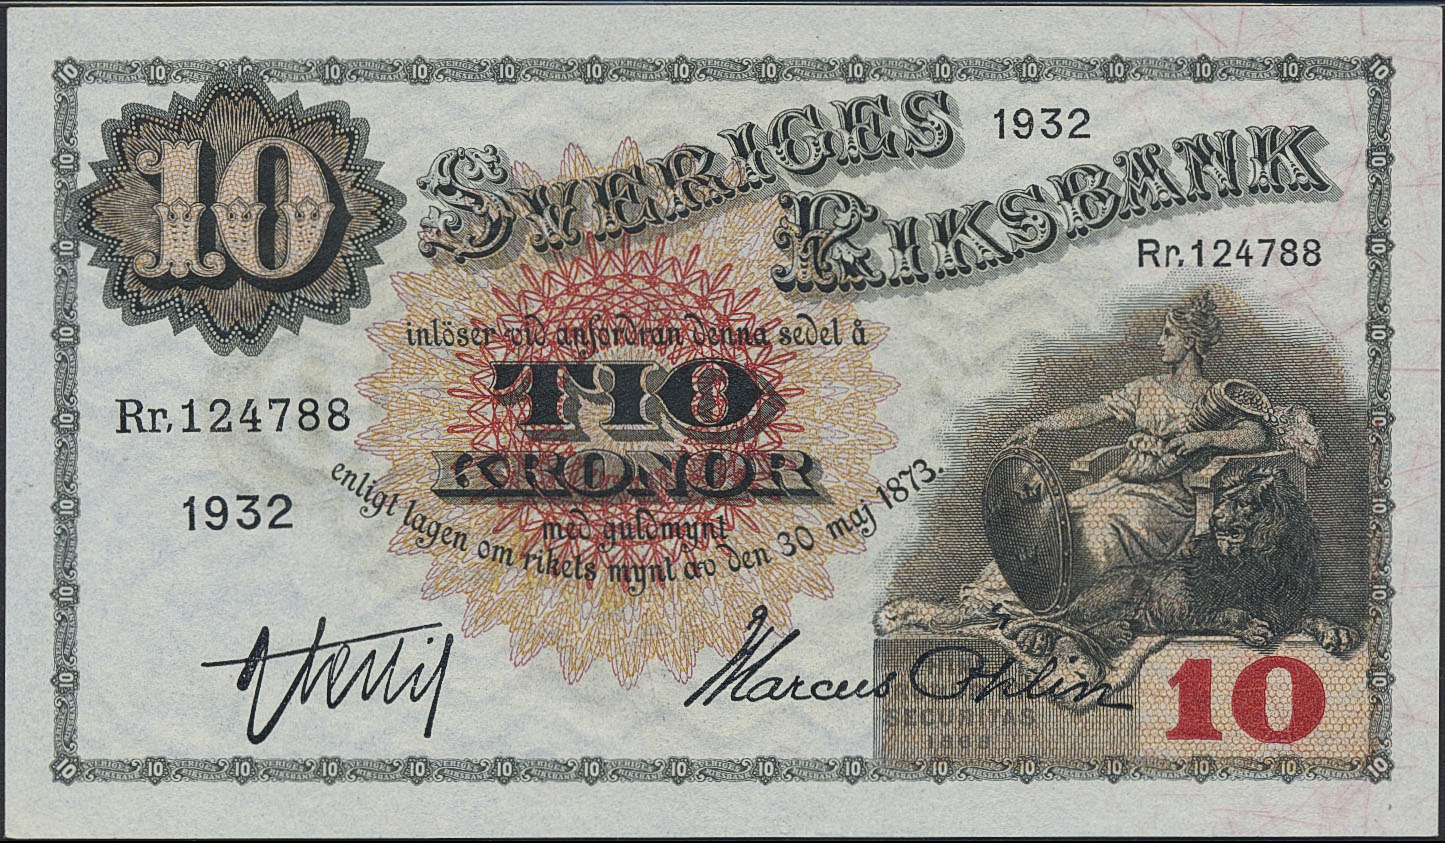 10
SVERIGES
1932
RIKSBANK
Rr.124788
inlöser vid anfordran denna sedel å
TIO
KRONOR
Rr.124788
1932
med guldmynt
enligt lagen om rikets mynt av den 30 maj 1873.
Marcus Ohlin
SECURITAS
10